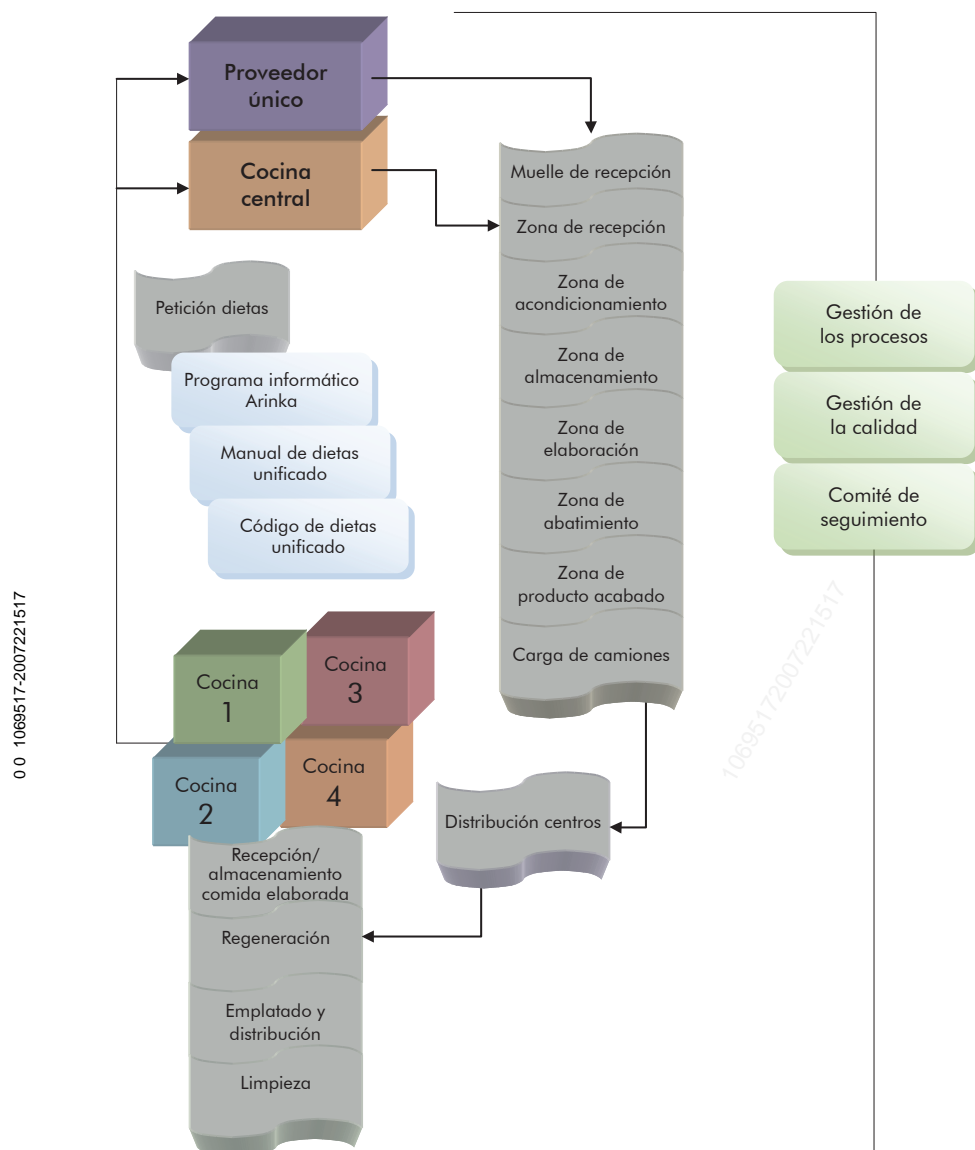 Proveedor
único
Cocina
central
Muelle de recepción
Zona de recepción
Zona de
acondicionamiento
Zona de
almacenamiento
Zona de
elaboración
Zona de
abatimiento
Zona de
producto acabado
Carga de camiones
Petición dietas
Programa informático
Arinka
Manual de dietas
unificado
Código de dietas
unificado
Gestión de
los procesos
Gestión de
la calidad
Comité de
seguimiento
Cocina
1
Cocina
3
Cocina
2
Cocina
4
Distribución centros
Recepción/
almacenamiento
comida elaborada
Regeneración
Emplatado y
distribución
Limpieza
0 0 1069517-2007221517
10695172007221517